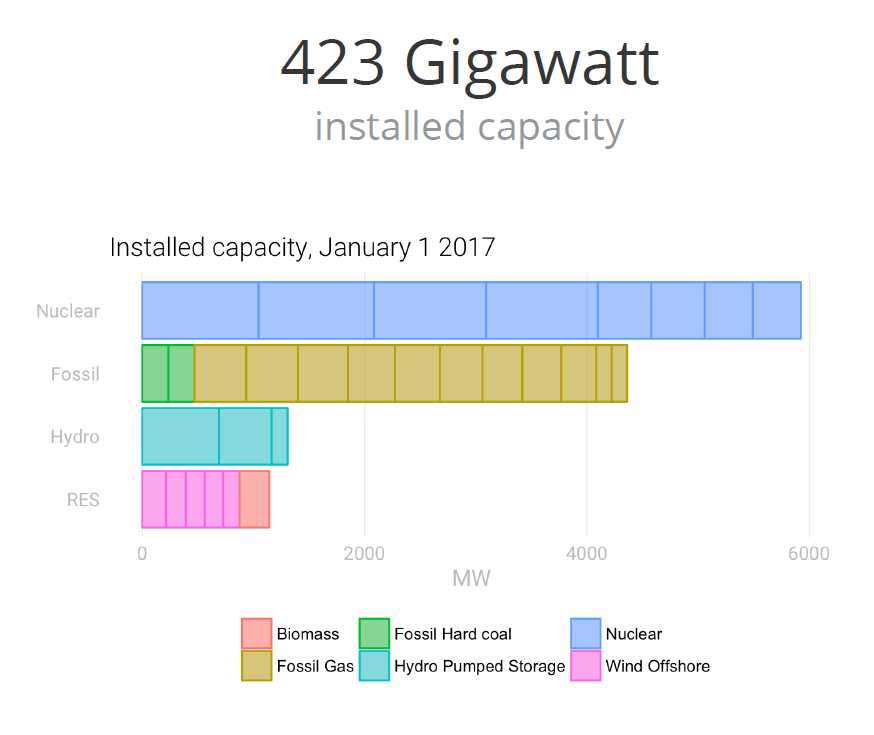 423 Gigawatt
installed capacity
Installed capacity, January 1 2017
Nuclear
Fossil
Hydro
RES
0 2000 4000 6000
MW
Biomass Fossil Hard coal Nuclear
Fossil Gas Hydro Pumped Storage Wind Offshore